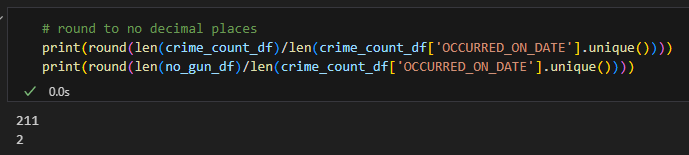 # round to no decimal places
print(round(len(crime_count_df)/len(crime_count_df['OCCURRED_ON_DATE'].unique())))
print(round(len(no_gun_df)/len(crime_count_df['OCCURRED_ON_DATE'].unique())))
✓ 0.0s
211
2